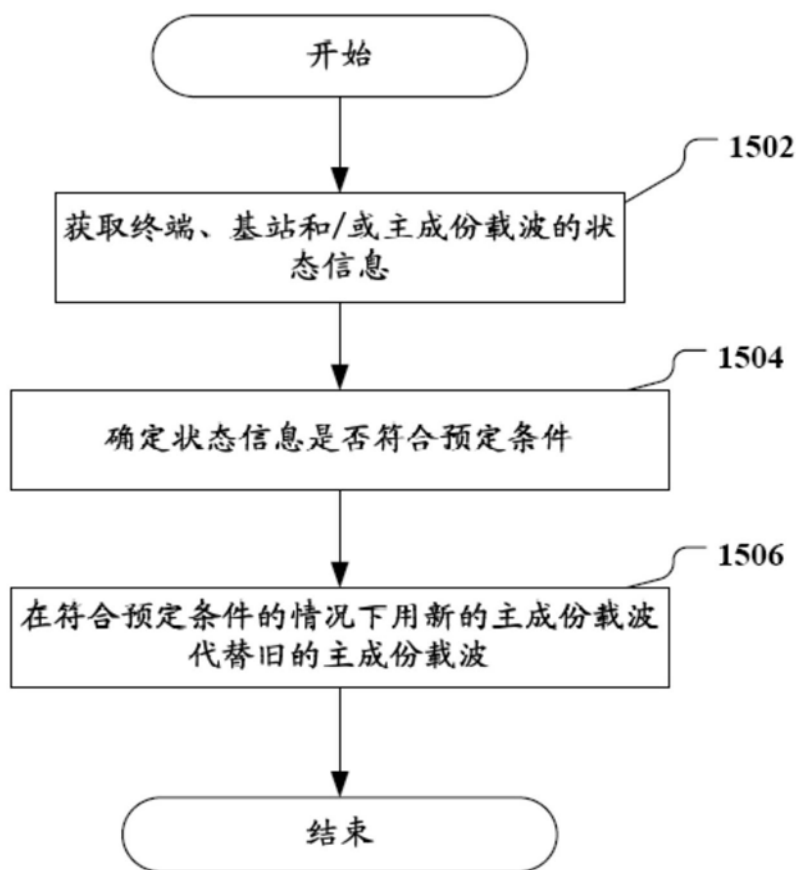 开始
1502
获取终端、基站和/或主成份载波的状
态信息
1504
确定状态信息是否符合预定条件
1506
在符合预定条件的情况下用新的主成份载波
代替旧的主成份载波
结束